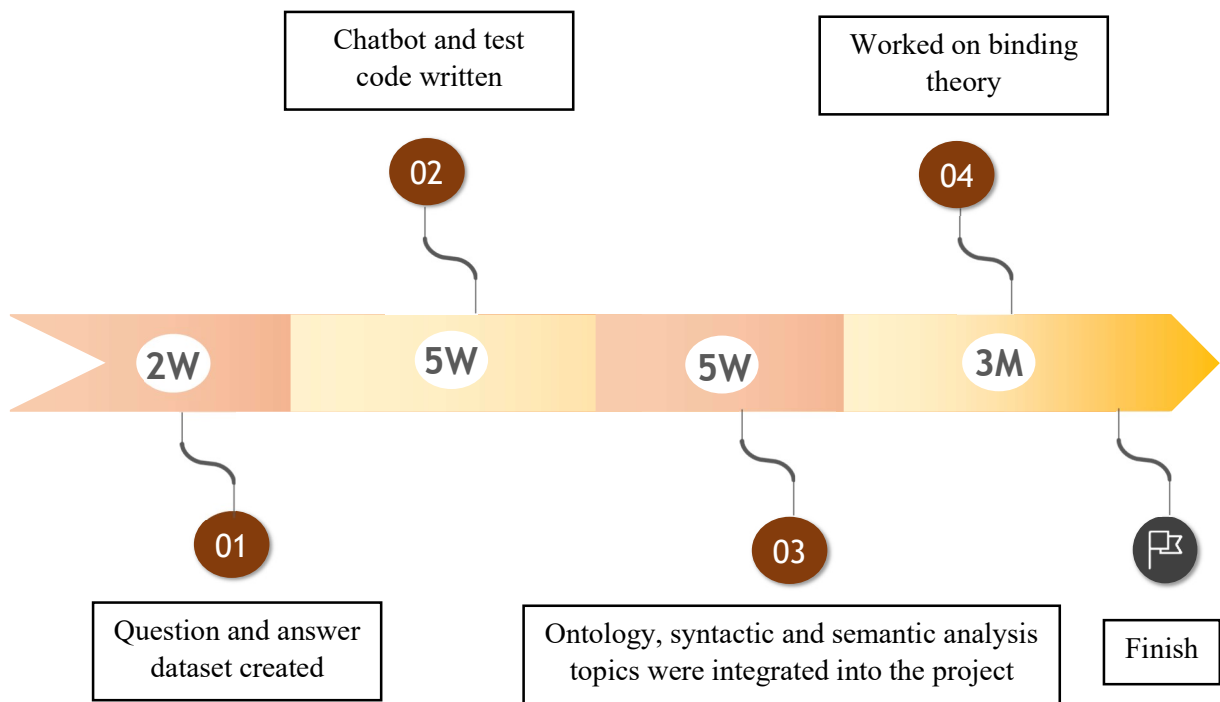 Chatbot and test
code written
Worked on binding
theory
02
04
2W
5W
5W
3M
01
03
Question and answer
dataset created
Ontology, syntactic and semantic analysis
topics were integrated into the project
Finish